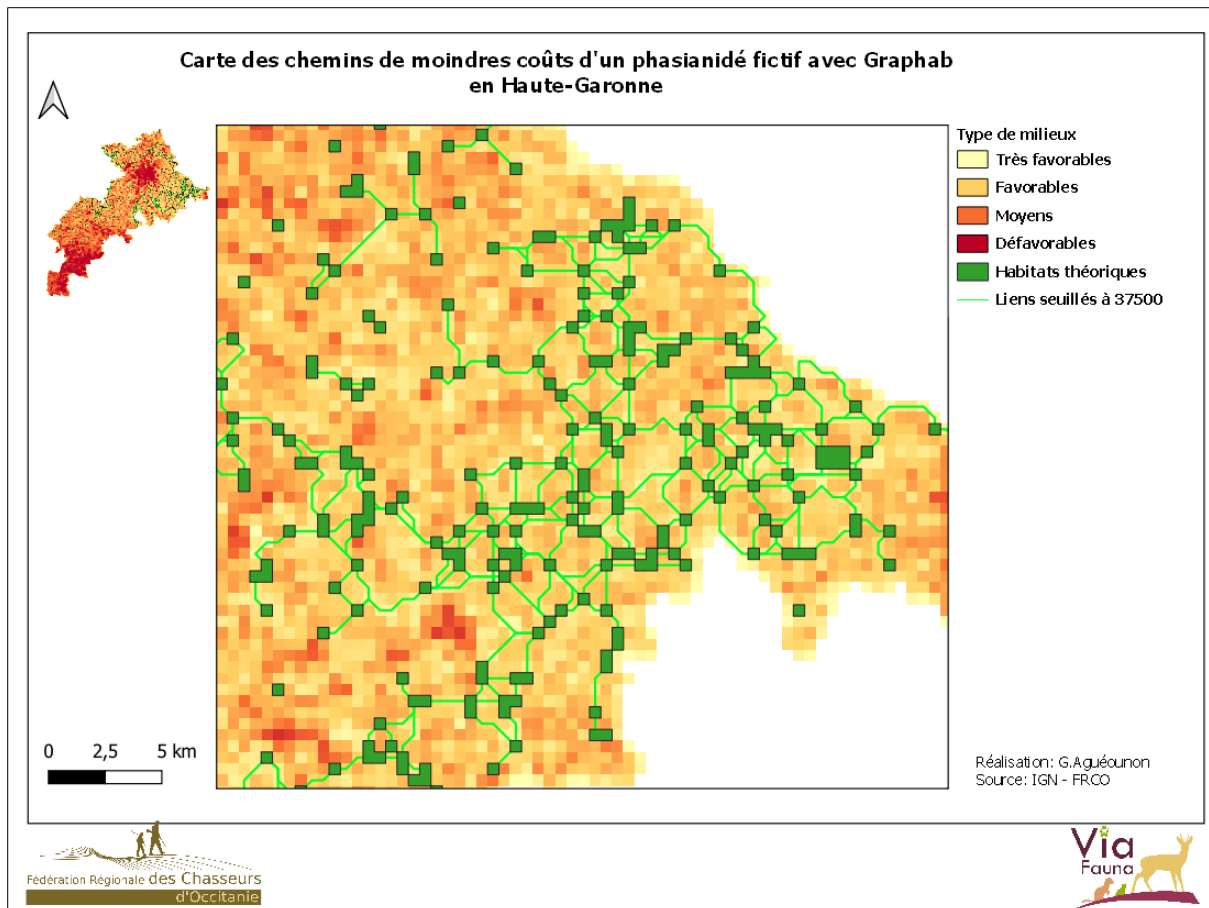 Carte des chemins de moindres coûts d'un phasianidé fictif avec Graphab
en Haute-Garonne
Type de milieux
Très favorables
Favorables
Moyens
Défavorables
Habitats théoriques
Liens seuillés à 37500
0 2,5 5 km
Réalisation: G.Aguéounon
Source: IGN - FRCO
Fédération Régionale des Chasseurs
d'Occitanie
Via
Fauna